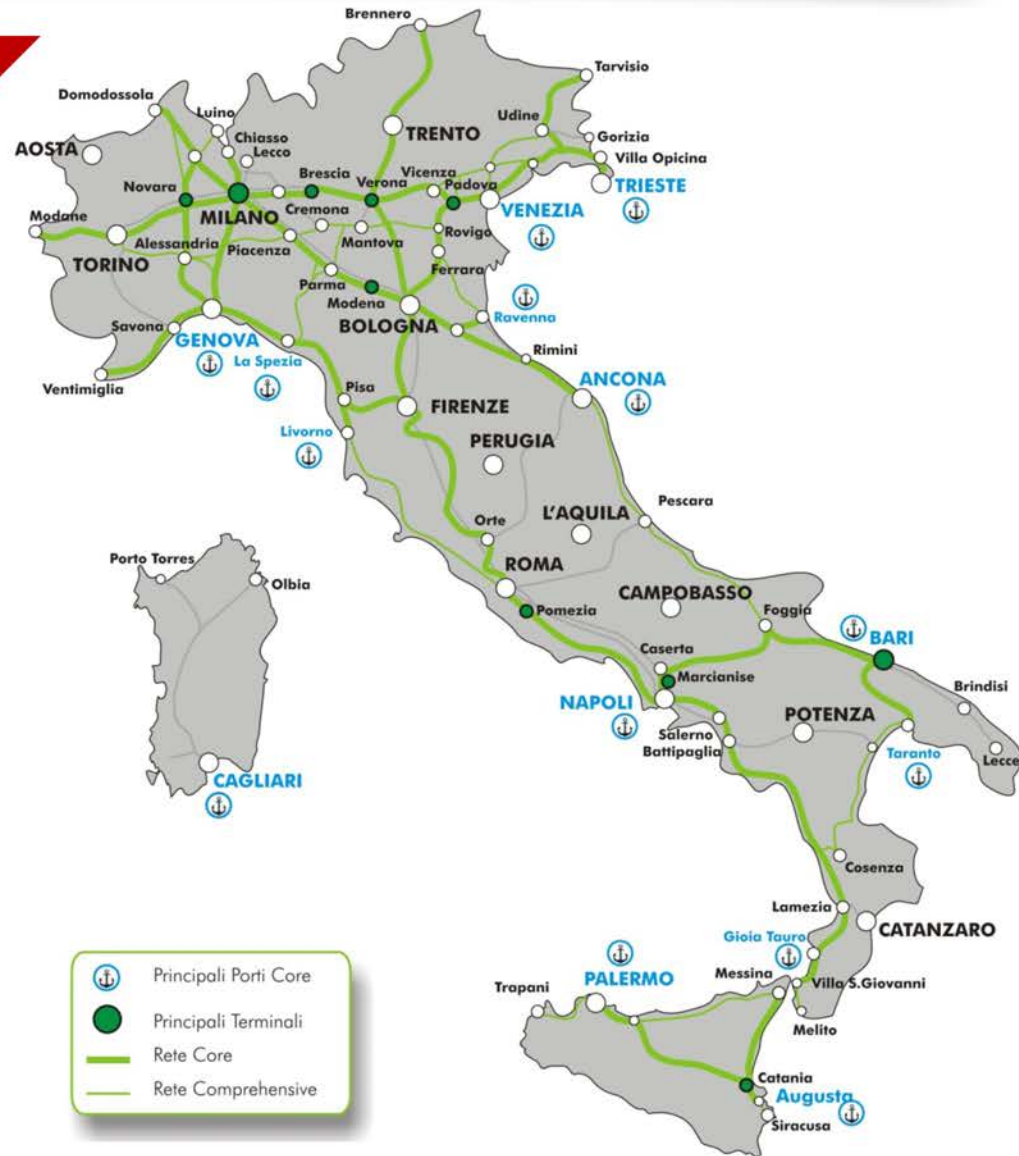 Brennero
Tarvisio
Domodossola
Luino
Udine
Chiasso
TRENTO
Gorizia
AOSTA
Lecco
Villa Opicina
Brescia
Vicenza
Novara
Verona
Padova
TRIESTE
MILANO
Cremona
VENEZIA
Modane
Mantova
Rovigo
Alessandria
Piacenza
TORINO
Ferrara
Parma
Modena
Ravenna
Savona
BOLOGNA
GENOVA
La Spezia
Rimini
Ventimiglia
ANCONA
Pisa
FIRENZE
Livorno
PERUGIA
Pescara
L'AQUILA
Orte
Porto Torres
ROMA
Olbia
CAMPOBASSO
Pomezia
Foggia
BARI
Caserta
Marcianise
Brindisi
NAPOLI
POTENZA
Salerno
Battipaglia
Taranto
Lecce
CAGLIARI
Cosenza
Lamezia
CATANZARO
Gioia Tauro
Messina
PALERMO
Villa S.Giovanni
Trapani
Melito
Catania
Augusta
Siracusa
Principali Porti Core
Principali Terminali
Rete Core
Rete Comprehensive